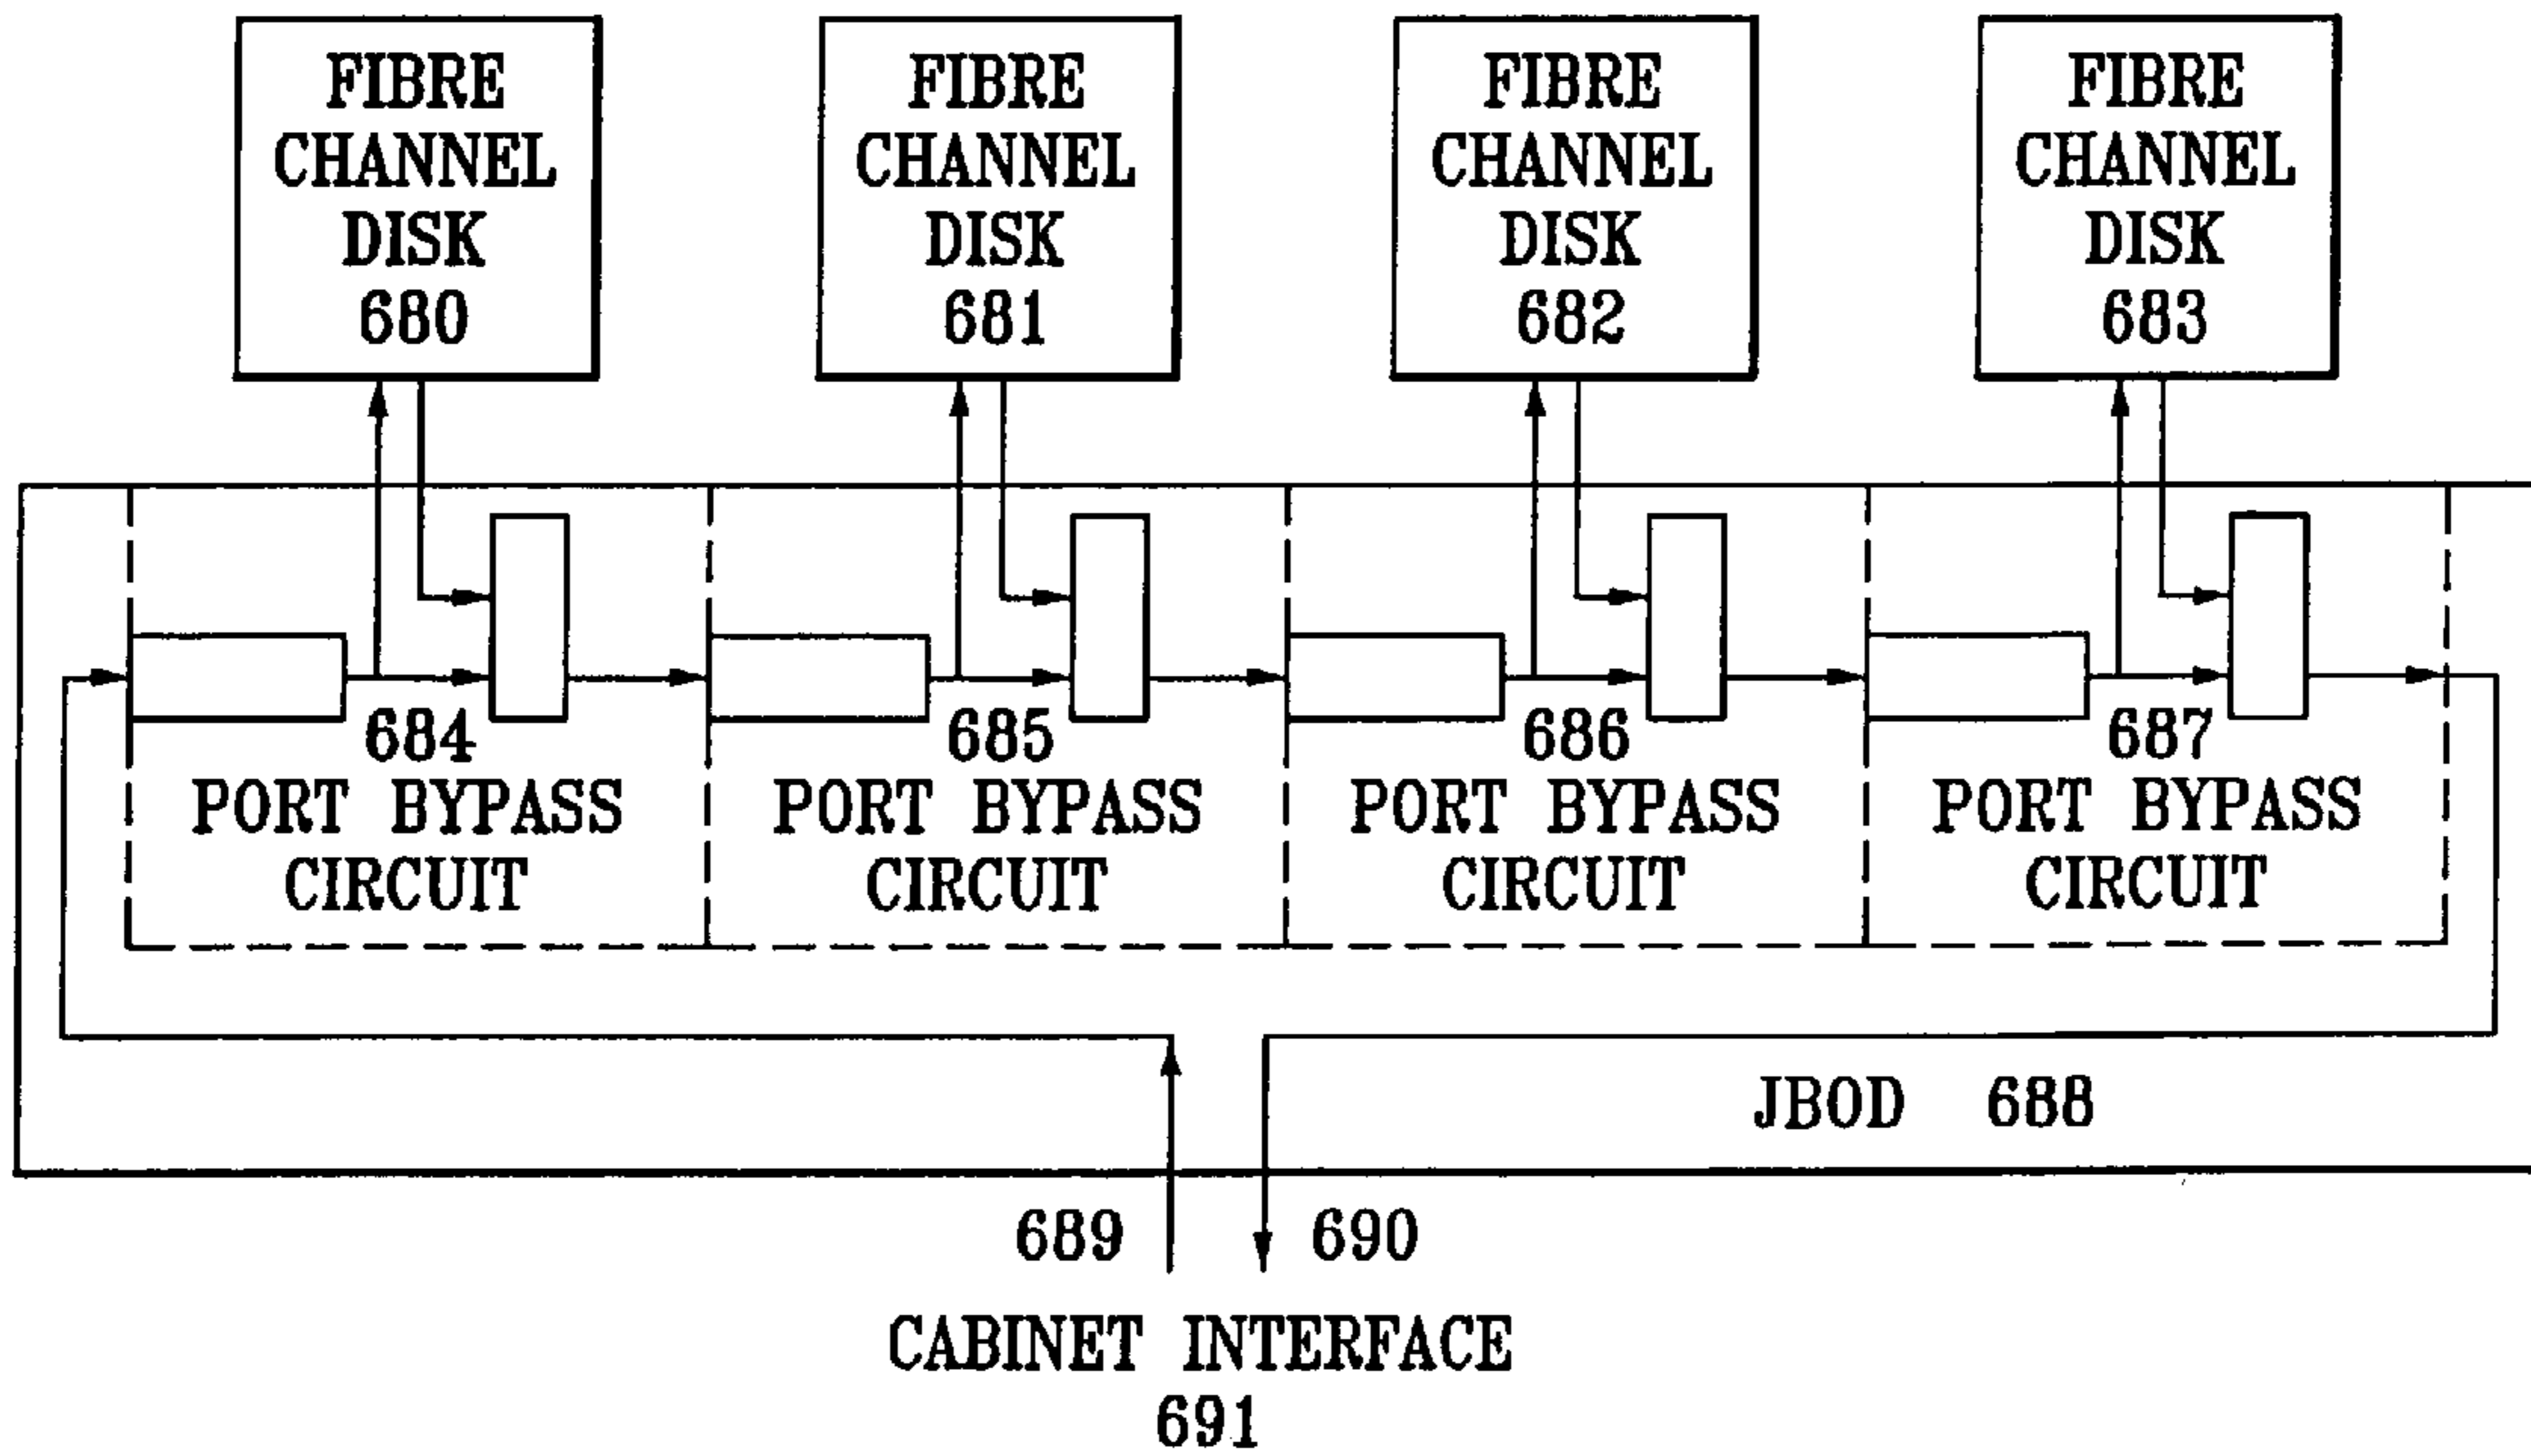 FIBRE
CHANNEL
DISK
680
FIBRE
CHANNEL
DISK
681
FIBRE
CHANNEL
DISK
682
FIBRE
CHANNEL
DISK
683
684
PORT BYPASS
CIRCUIT
685
PORT BYPASS
CIRCUIT
686
PORT BYPASS
CIRCUIT
687
PORT BYPASS
CIRCUIT
JBOD 688
689
690
CABINET INTERFACE
691